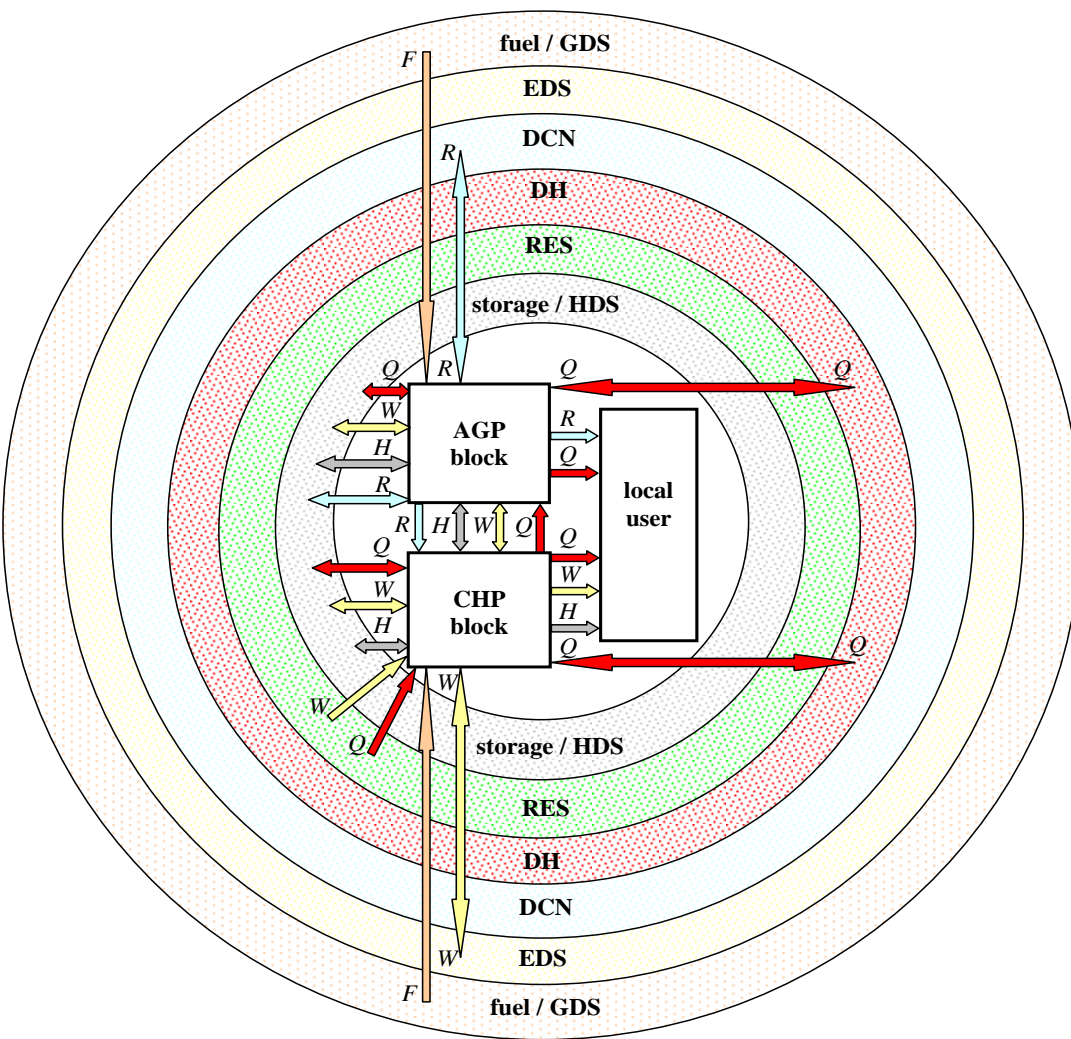 fuel / GDS
F
EDS
DCN
R
DH
RES
storage / HDS
Q R Q Q
W AGP R
H block Q local
R user
R H W Q
Q Q
W CHP W
H block H
Q Q
W W
Q storage / HDS
RES
DH
DCN
W EDS
F
fuel / GDS